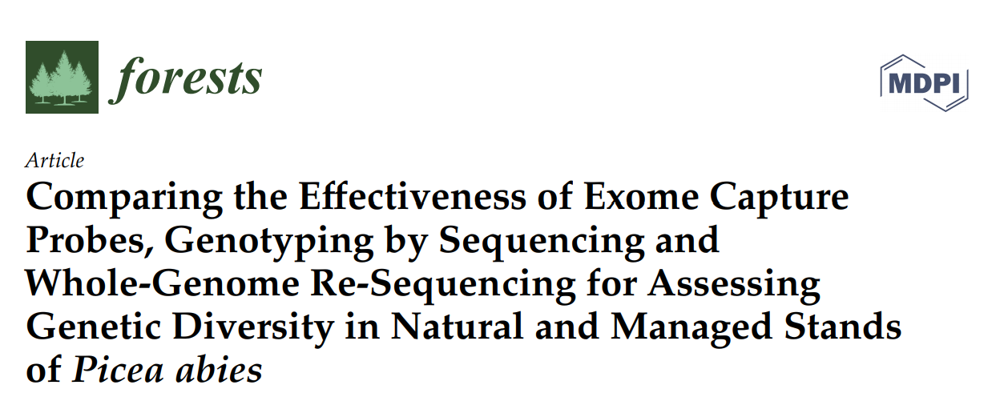 forests
MDPI
Article
Comparing the Effectiveness of Exome Capture
Probes, Genotyping by Sequencing and
Whole-Genome Re-Sequencing for Assessing
Genetic Diversity in Natural and Managed Stands
of Picea abies